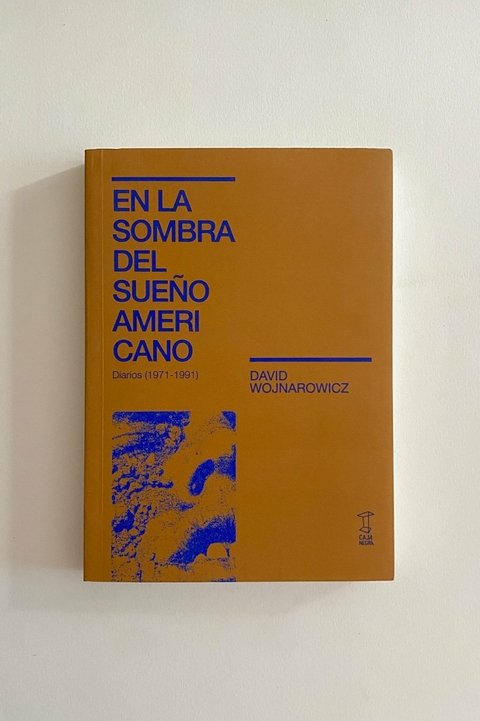 EN LA
SOMBRA
DEL
SUEÑO
AMERI
CANO
Diarios (1971-1991)
DAVID
WOJNAROWICZ
CAJA
NEGRA